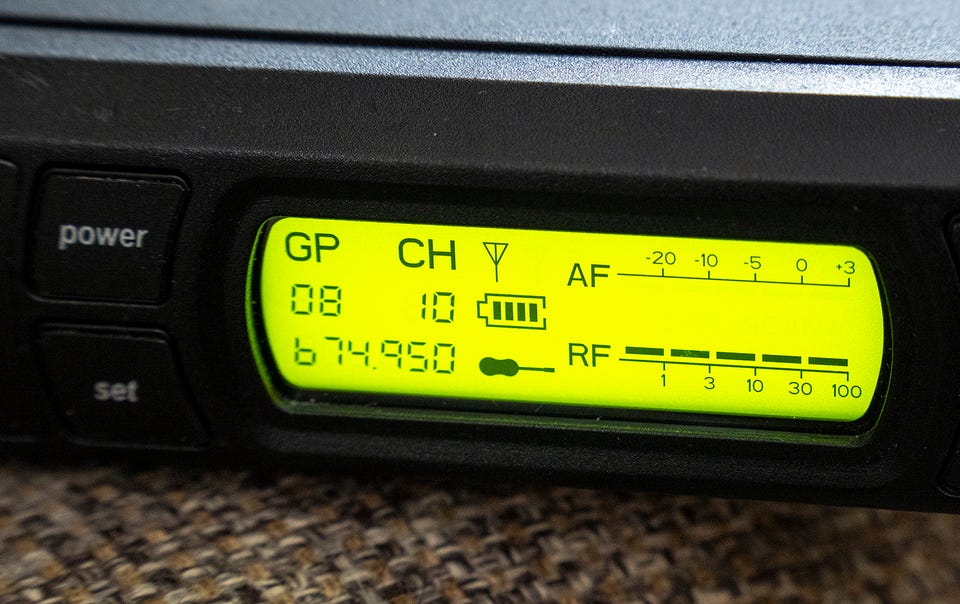 power
set
GP CH
08 10
674.950
AF -20 -10 -5 0 +3
RF
1 3 10 30 100